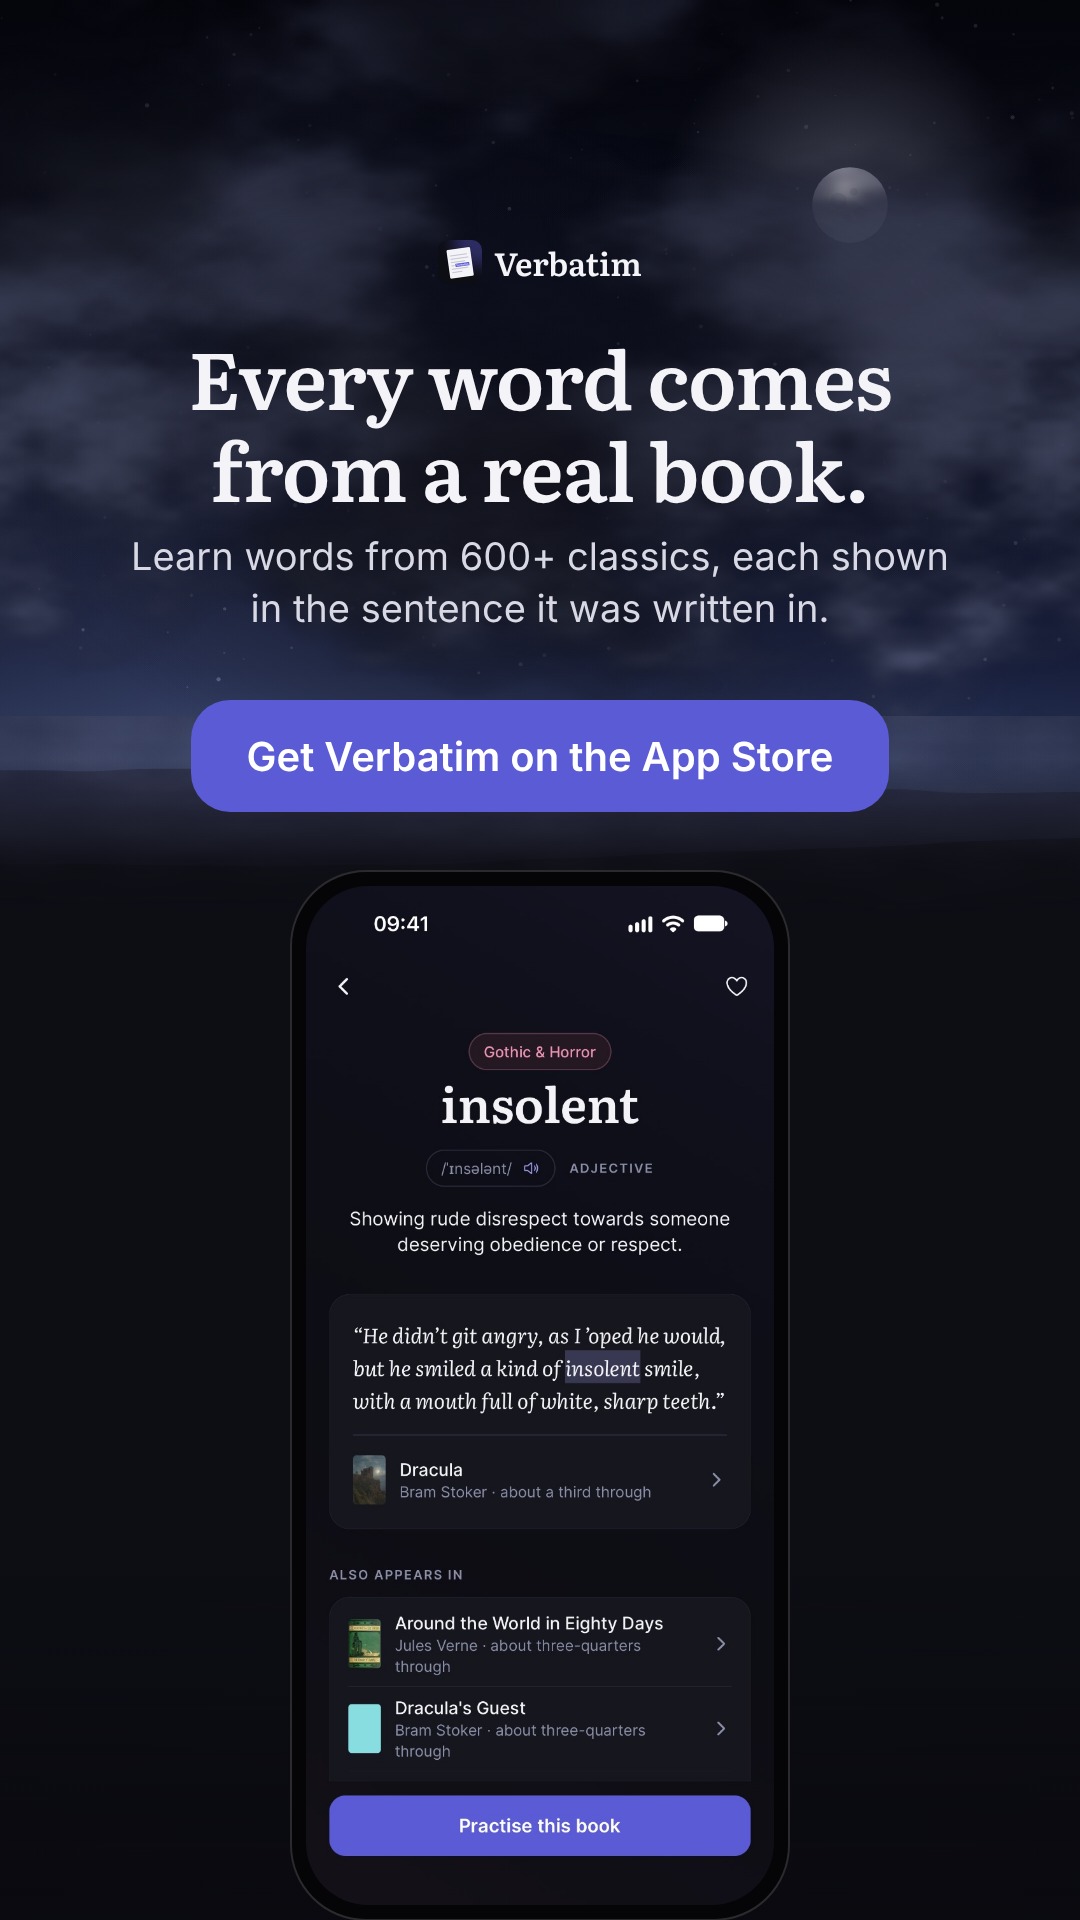 Verbatim
Every word comes
from a real book.
Learn words from 600+ classics, each shown
in the sentence it was written in.
Get Verbatim on the App Store
09:41
Gothic & Horror
insolent
/ˈɪnsələnt/ ADJECTIVE
Showing rude disrespect towards someone
deserving obedience or respect.
“He didn’t git angry, as I ’oped he would,
but he smiled a kind of insolent smile,
with a mouth full of white, sharp teeth.”
Dracula
Bram Stoker · about a third through
ALSO APPEARS IN
Around the World in Eighty Days
Jules Verne · about three-quarters
through
Dracula's Guest
Bram Stoker · about three-quarters
through
Practise this book